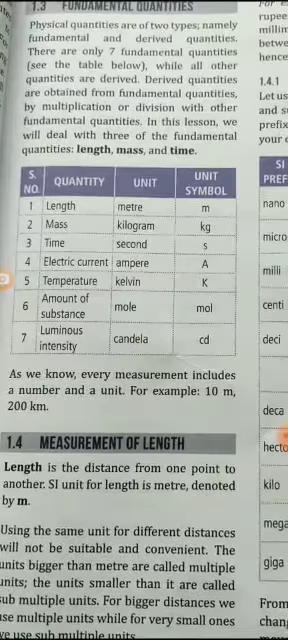 1.3 FUNDAMENTAL QUANTITIES
Physical quantities are of two types; namely
fundamental and derived quantities.
There are only 7 fundamental quantities
(see the table below), while all other
quantities are derived. Derived quantities
are obtained from fundamental quantities,
by multiplication or division with other
fundamental quantities. In this lesson, we
will deal with three of the fundamental
quantities: length, mass, and time.
S. NO. QUANTITY UNIT UNIT SYMBOL
1 Length metre m
2 Mass kilogram kg
3 Time second s
4 Electric current ampere A
5 Temperature kelvin K
6 Amount of substance mole mol
7 Luminous intensity candela cd
As we know, every measurement includes
a number and a unit. For example: 10 m,
200 km.
1.4 MEASUREMENT OF LENGTH
Length is the distance from one point to
another. SI unit for length is metre, denoted
by m.
Using the same unit for different distances
will not be suitable and convenient. The
units bigger than metre are called multiple
units; the units smaller than it are called
sub multiple units. For bigger distances we
use multiple units while for very small ones
we use sub multiple units.
rupee
millim
betwe
hence
1.4.1
Let us
and s
prefix
your
SI
PREF
nano
micro
milli
centi
deci
deca
hecto
kilo
mega
giga
From
chang